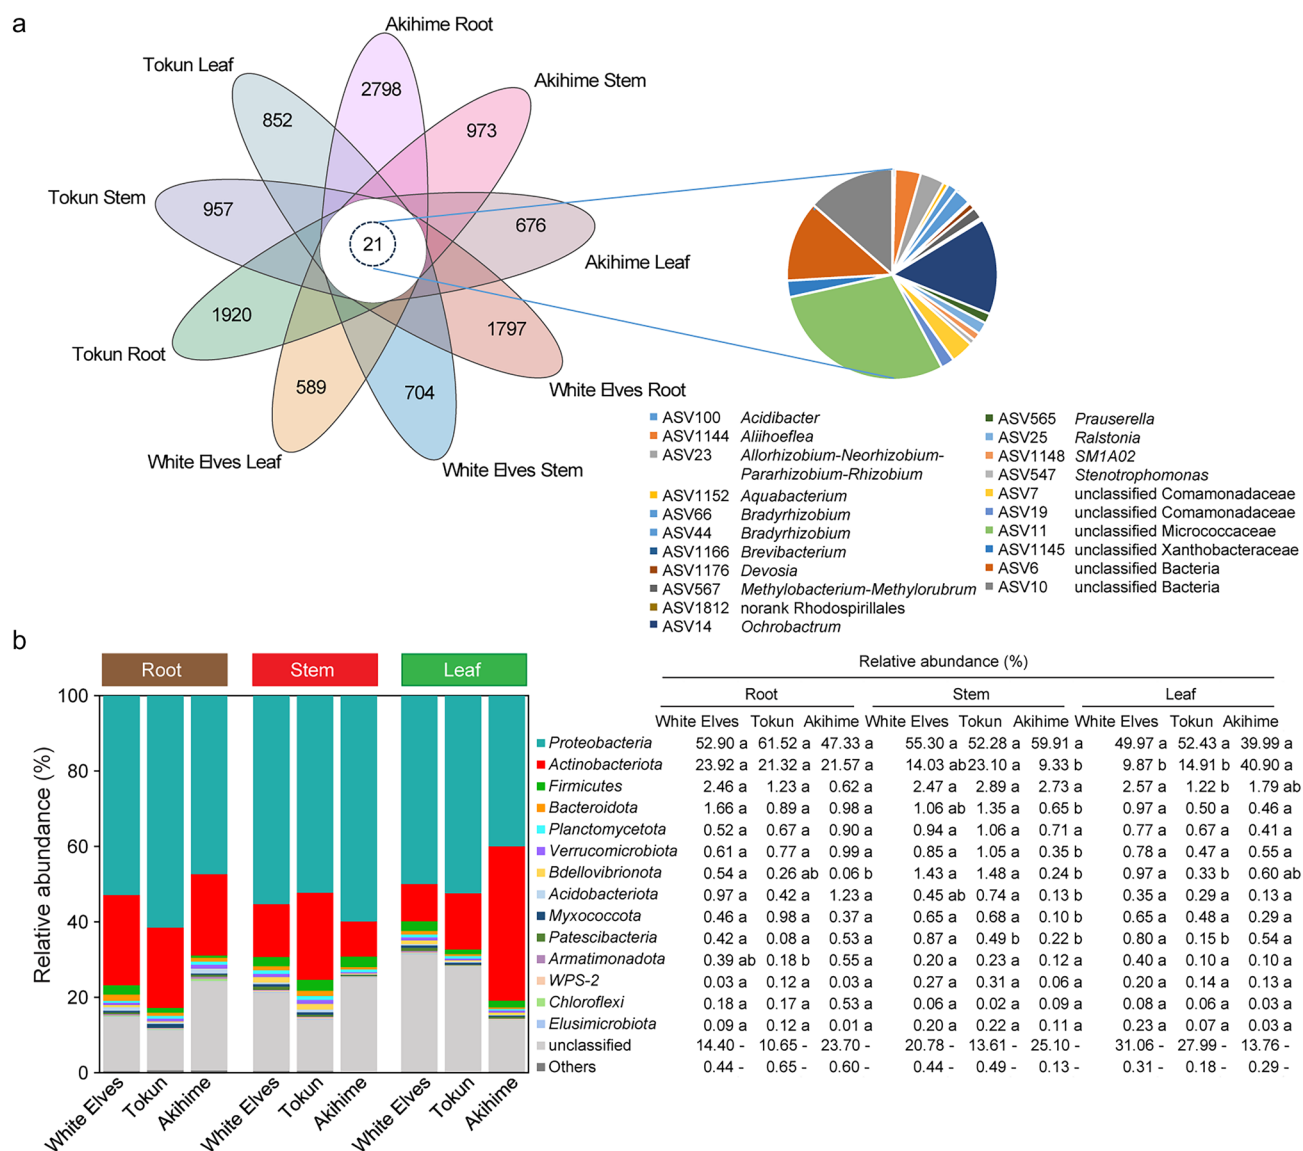 a
Akihime Root
Tokun Leaf
Akihime Stem
2798
852
973
Tokun Stem
957
676
21
Akihime Leaf
1920
1797
Tokun Root
589
704
White Elves Root
White Elves Leaf
White Elves Stem
ASV100 Acidibacter
ASV1144 Aliihoeflea
ASV23 Allorhizobium-Neorhizobium-
Pararhizobium-Rhizobium
ASV1152 Aquabacterium
ASV66 Bradyrhizobium
ASV44 Bradyrhizobium
ASV1166 Brevibacterium
ASV1176 Devosia
ASV567 Methylobacterium-Methylorubrum
ASV1812 norank Rhodospirillales
ASV14 Ochrobactrum
ASV565 Prauserella
ASV25 Ralstonia
ASV1148 SM1A02
ASV547 Stenotrophomonas
ASV7 unclassified Comamonadaceae
ASV19 unclassified Comamonadaceae
ASV11 unclassified Micrococcaceae
ASV1145 unclassified Xanthobacteraceae
ASV6 unclassified Bacteria
ASV10 unclassified Bacteria
b
Root Stem Leaf
Relative abundance (%)
100
80
60
40
20
0
White Elves Tokun Akihime White Elves Tokun Akihime White Elves Tokun Akihime
Relative abundance (%)
Root Stem Leaf
White Elves Tokun Akihime White Elves Tokun Akihime White Elves Tokun Akihime
Proteobacteria 52.90 a 61.52 a 47.33 a 55.30 a 52.28 a 59.91 a 49.97 a 52.43 a 39.99 a
Actinobacteriota 23.92 a 21.32 a 21.57 a 14.03 ab 23.10 a 9.33 b 9.87 b 14.91 b 40.90 a
Firmicutes 2.46 a 1.23 a 0.62 a 2.47 a 2.89 a 2.73 a 2.57 a 1.22 b 1.79 ab
Bacteroidota 1.66 a 0.89 a 0.98 a 1.06 ab 1.35 a 0.65 b 0.97 a 0.50 a 0.46 a
Planctomycetota 0.52 a 0.67 a 0.90 a 0.94 a 1.06 a 0.71 a 0.77 a 0.67 a 0.41 a
Verrucomicrobiota 0.61 a 0.77 a 0.99 a 0.85 a 1.05 a 0.35 b 0.78 a 0.47 a 0.55 a
Bdellovibrionota 0.54 a 0.26 ab 0.06 b 1.43 a 1.48 a 0.24 b 0.97 a 0.33 b 0.60 ab
Acidobacteriota 0.97 a 0.42 a 1.23 a 0.45 ab 0.74 a 0.13 b 0.35 a 0.29 a 0.13 a
Myxococcota 0.46 a 0.98 a 0.37 a 0.65 a 0.68 a 0.10 b 0.65 a 0.48 a 0.29 a
Patescibacteria 0.42 a 0.08 a 0.53 a 0.87 a 0.49 b 0.22 b 0.80 a 0.15 b 0.54 a
Armatimonadota 0.39 ab 0.18 b 0.55 a 0.20 a 0.23 a 0.12 a 0.40 a 0.10 a 0.10 a
WPS-2 0.03 a 0.12 a 0.03 a 0.27 a 0.31 a 0.06 a 0.20 a 0.14 a 0.13 a
Chloroflexi 0.18 a 0.17 a 0.53 a 0.06 a 0.02 a 0.09 a 0.08 a 0.06 a 0.03 a
Elusimicrobiota 0.09 a 0.12 a 0.01 a 0.20 a 0.22 a 0.11 a 0.23 a 0.07 a 0.03 a
unclassified 14.40 - 10.65 - 23.70 - 20.78 - 13.61 - 25.10 - 31.06 - 27.99 - 13.76 -
Others 0.44 - 0.65 - 0.60 - 0.44 - 0.49 - 0.13 - 0.31 - 0.18 - 0.29 -